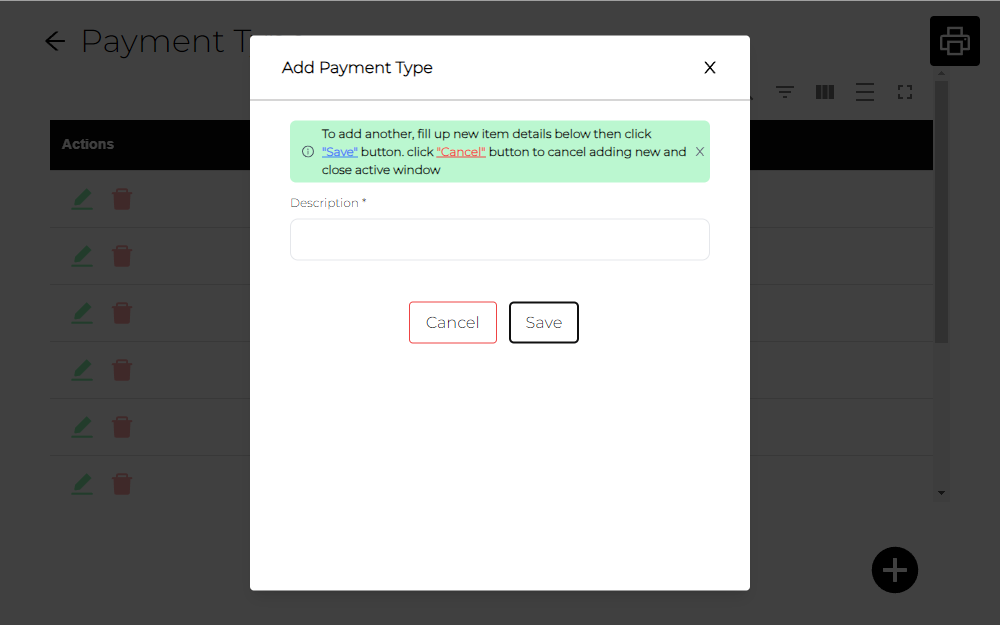 Payment T
Add Payment Type
X
Actions
To add another, fill up new item details below then click
"Save" button. click "Cancel" button to cancel adding new and
close active window
Description *
Cancel
Save